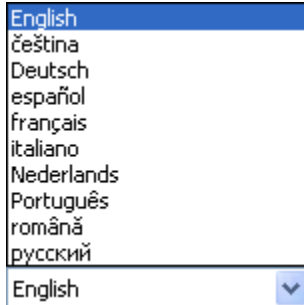 English
čeština
Deutsch
español
français
italiano
Nederlands
Português
română
русский
English